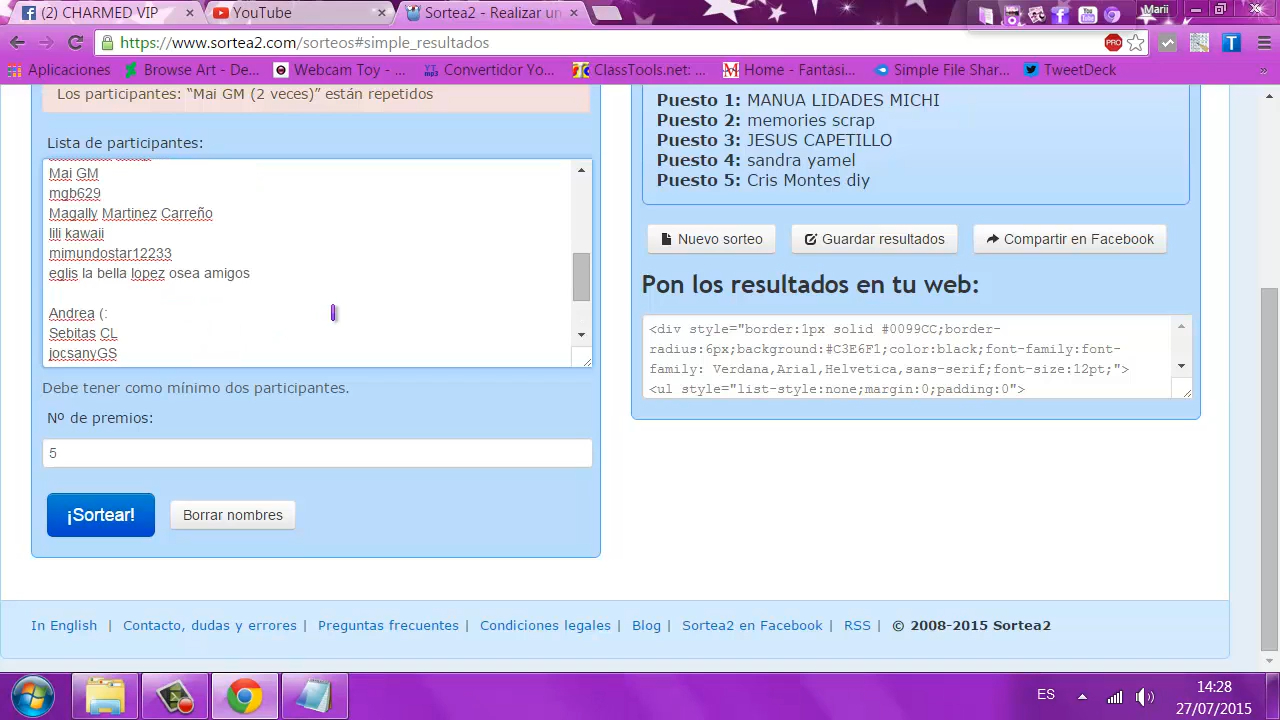 (2) CHARMED VIP
YouTube
Sortea2 - Realizar un
Marii
https://www.sortea2.com/sorteos#simple_resultados
PRO
Aplicaciones
Browse Art - De...
Webcam Toy - ...
Convertidor Yo...
ClassTools.net: ...
Home - Fantasi...
Simple File Shar...
TweetDeck
»
Los participantes: “Mai GM (2 veces)” están repetidos
Lista de participantes:
Mai GM
mgb629
Magally Martinez Carreño
lili kawaii
mimundostar12233
eglis la bella lopez osea amigos
Andrea (:
Sebitas CL
jocsanyGS
Debe tener como mínimo dos participantes.
Nº de premios:
5
¡Sortear!
Borrar nombres
Puesto 1: MANUA LIDADES MICHI
Puesto 2: memories scrap
Puesto 3: JESUS CAPETILLO
Puesto 4: sandra yamel
Puesto 5: Cris Montes diy
Nuevo sorteo
Guardar resultados
Compartir en Facebook
Pon los resultados en tu web:
<div style="border:1px solid #0099CC;border-
radius:6px;background:#C3E6F1;color:black;font-family:font-
family: Verdana,Arial,Helvetica,sans-serif;font-size:12pt;">
<ul style="list-style:none;margin:0;padding:0">
In English | Contacto, dudas y errores | Preguntas frecuentes | Condiciones legales | Blog | Sortea2 en Facebook | RSS | © 2008-2015 Sortea2
ES
14:28
27/07/2015